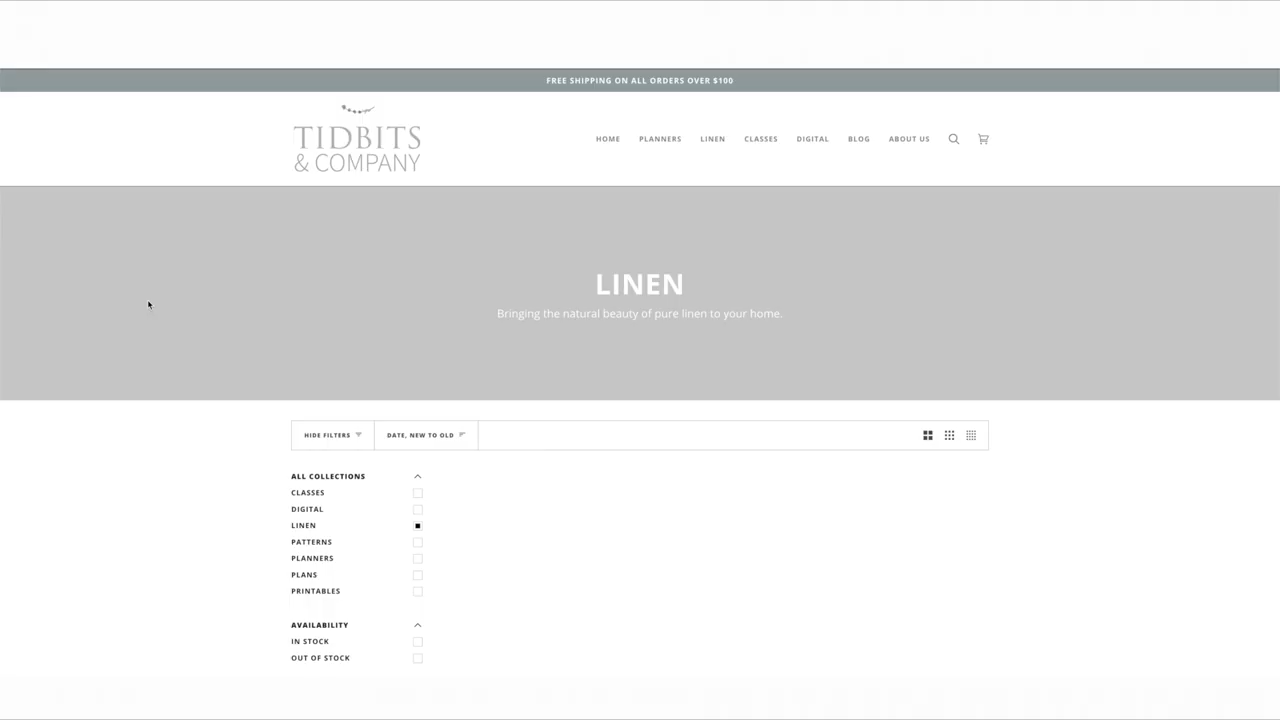 FREE SHIPPING ON ALL ORDERS OVER $100
TIDBITS
& COMPANY
HOME PLANNERS LINEN CLASSES DIGITAL BLOG ABOUT US
LINEN
Bringing the natural beauty of pure linen to your home.
HIDE FILTERS DATE, NEW TO OLD
ALL COLLECTIONS
CLASSES
DIGITAL
LINEN
PATTERNS
PLANNERS
PLANS
PRINTABLES
AVAILABILITY
IN STOCK
OUT OF STOCK